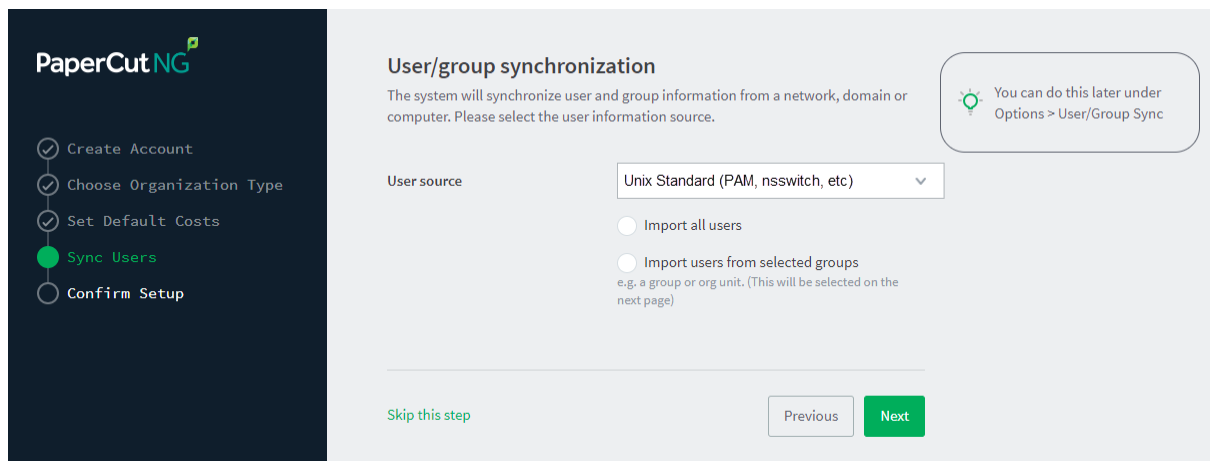 PaperCut NG
Create Account
Choose Organization Type
Set Default Costs
Sync Users
Confirm Setup
User/group synchronization
The system will synchronize user and group information from a network, domain or
computer. Please select the user information source.
You can do this later under
Options > User/Group Sync
User source
Unix Standard (PAM, nsswitch, etc)
Import all users
Import users from selected groups
e.g. a group or org unit. (This will be selected on the
next page)
Skip this step
Previous
Next